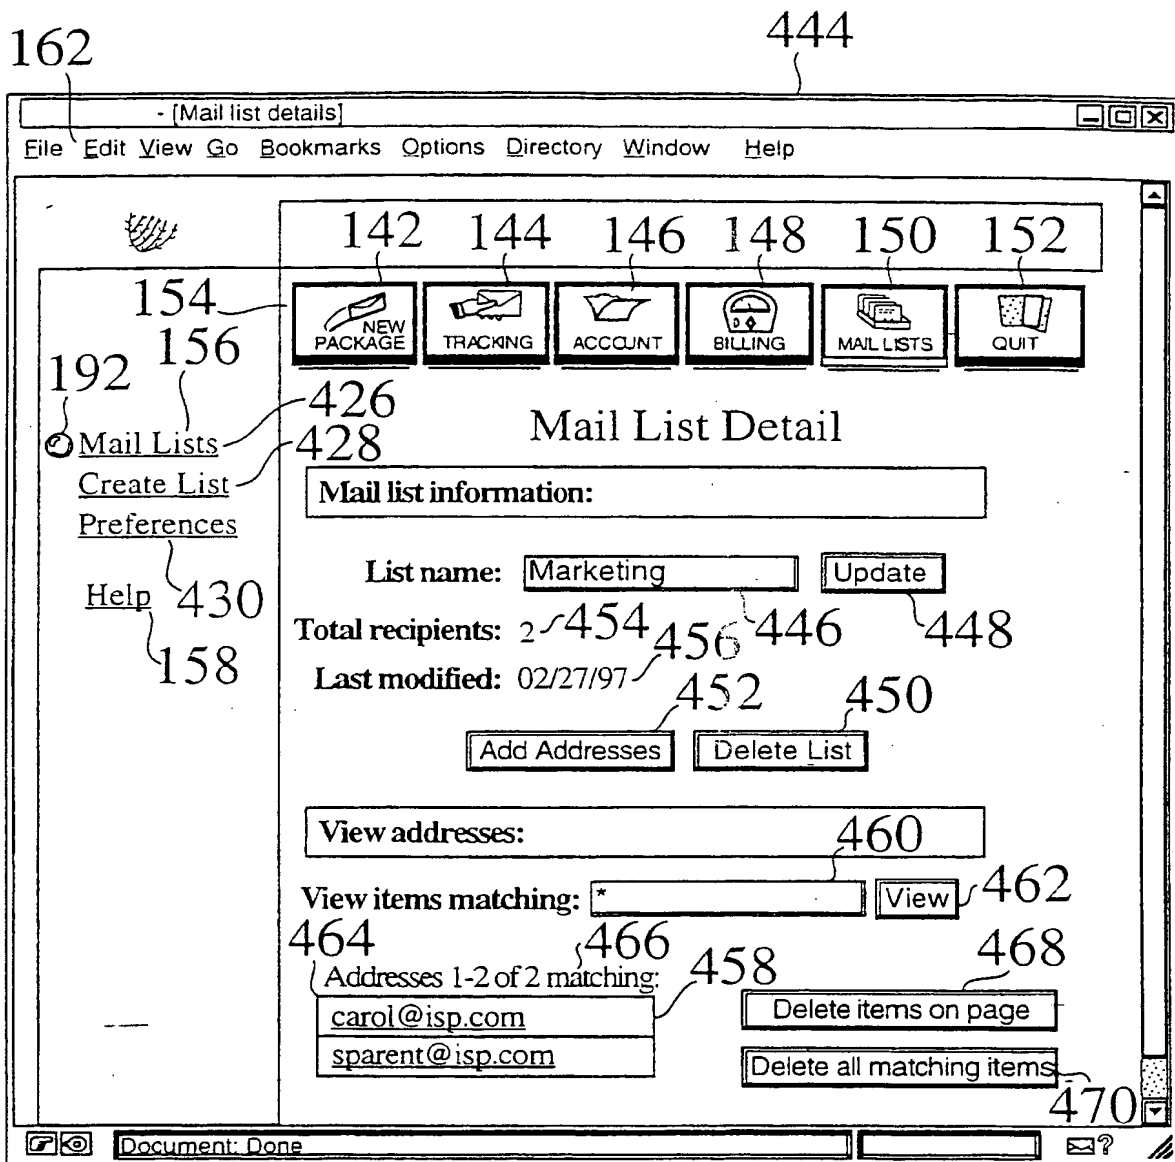 162
444
- [Mail list details]
File Edit View Go Bookmarks Options Directory Window Help
142 144 146 148 150 152
154
NEW PACKAGE
TRACKING
ACCOUNT
BILLING
MAIL LISTS
QUIT
156
192
426
Mail Lists
428
Create List
Preferences
430
Help
158
Mail List Detail
Mail list information:
List name: Marketing Update
446 448
Total recipients: 2 454
456
Last modified: 02/27/97
452 450
Add Addresses Delete List
View addresses:
460
View items matching: * View 462
464 466 458 468
Addresses 1-2 of 2 matching:
carol@isp.com
sparent@isp.com
Delete items on page
Delete all matching items
470
Document: Done
?